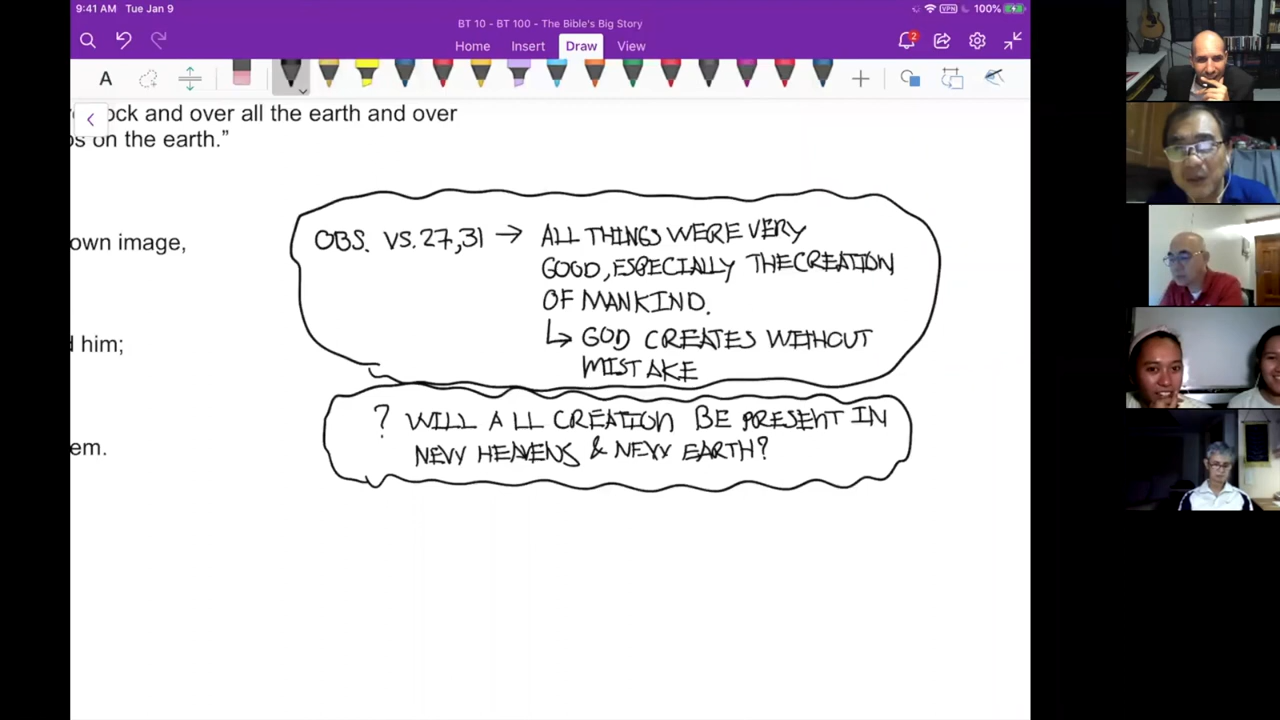 9:41 AM Tue Jan 9
VPN 100%
BT 10 - BT 100 - The Bible's Big Story
Home Insert Draw View
2
A
ock and over all the earth and over
on the earth.”
own image,
him;
em.
OBS. VS. 27,31 → ALL THINGS WERE VERY
GOOD, ESPECIALLY THE CREATION
OF MANKIND.
↳ GOD CREATES WITHOUT
MISTAKE
? WILL ALL CREATION BE PRESENT IN
NEW HEAVENS & NEW EARTH?